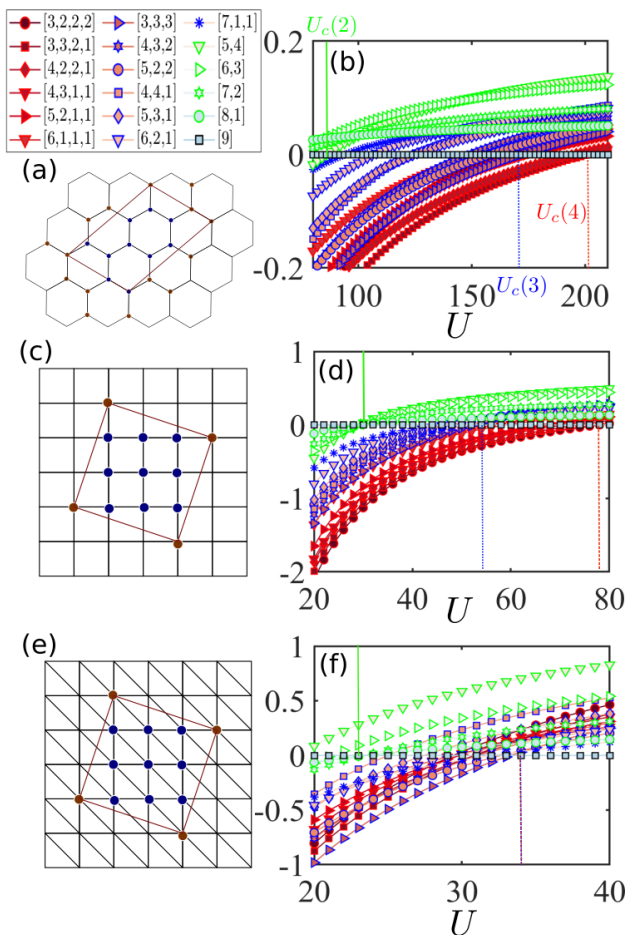 [3,2,2,2] [3,3,3] [7,1,1]
[3,3,2,1] [4,3,2] [5,4]
[4,2,2,1] [5,2,2] [6,3]
[4,3,1,1] [4,4,1] [7,2]
[5,2,1,1] [5,3,1] [8,1]
[6,1,1,1] [6,2,1] [9]
U_c(2)
(b)
0.2
0
-0.2
U_c(4)
U_c(3)
100 150 200
U
(a)
(c)
(d)
1
0
-1
-2
20 40 60 80
U
(e)
(f)
1
0.5
0
-0.5
-1
20 30 40
U